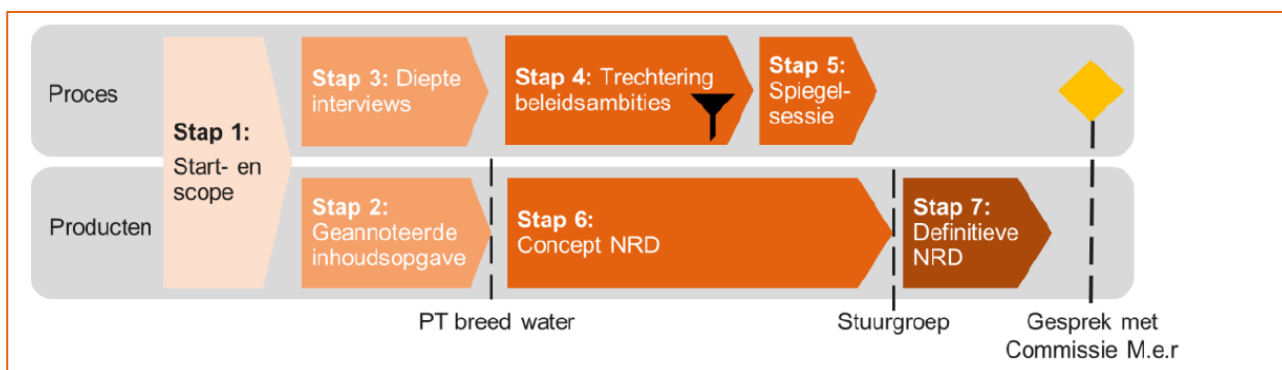 Proces
Stap 1:
Start- en
scope
Stap 3: Diepte
interviews
Stap 4: Trechtering
beleidsambities
Stap 5:
Spiegel-
sessie
Producten
Stap 2:
Geannoteerde
inhoudsopgave
Stap 6:
Concept NRD
Stap 7:
Definitieve
NRD
PT breed water
Stuurgroep
Gesprek met
Commissie M.e.r